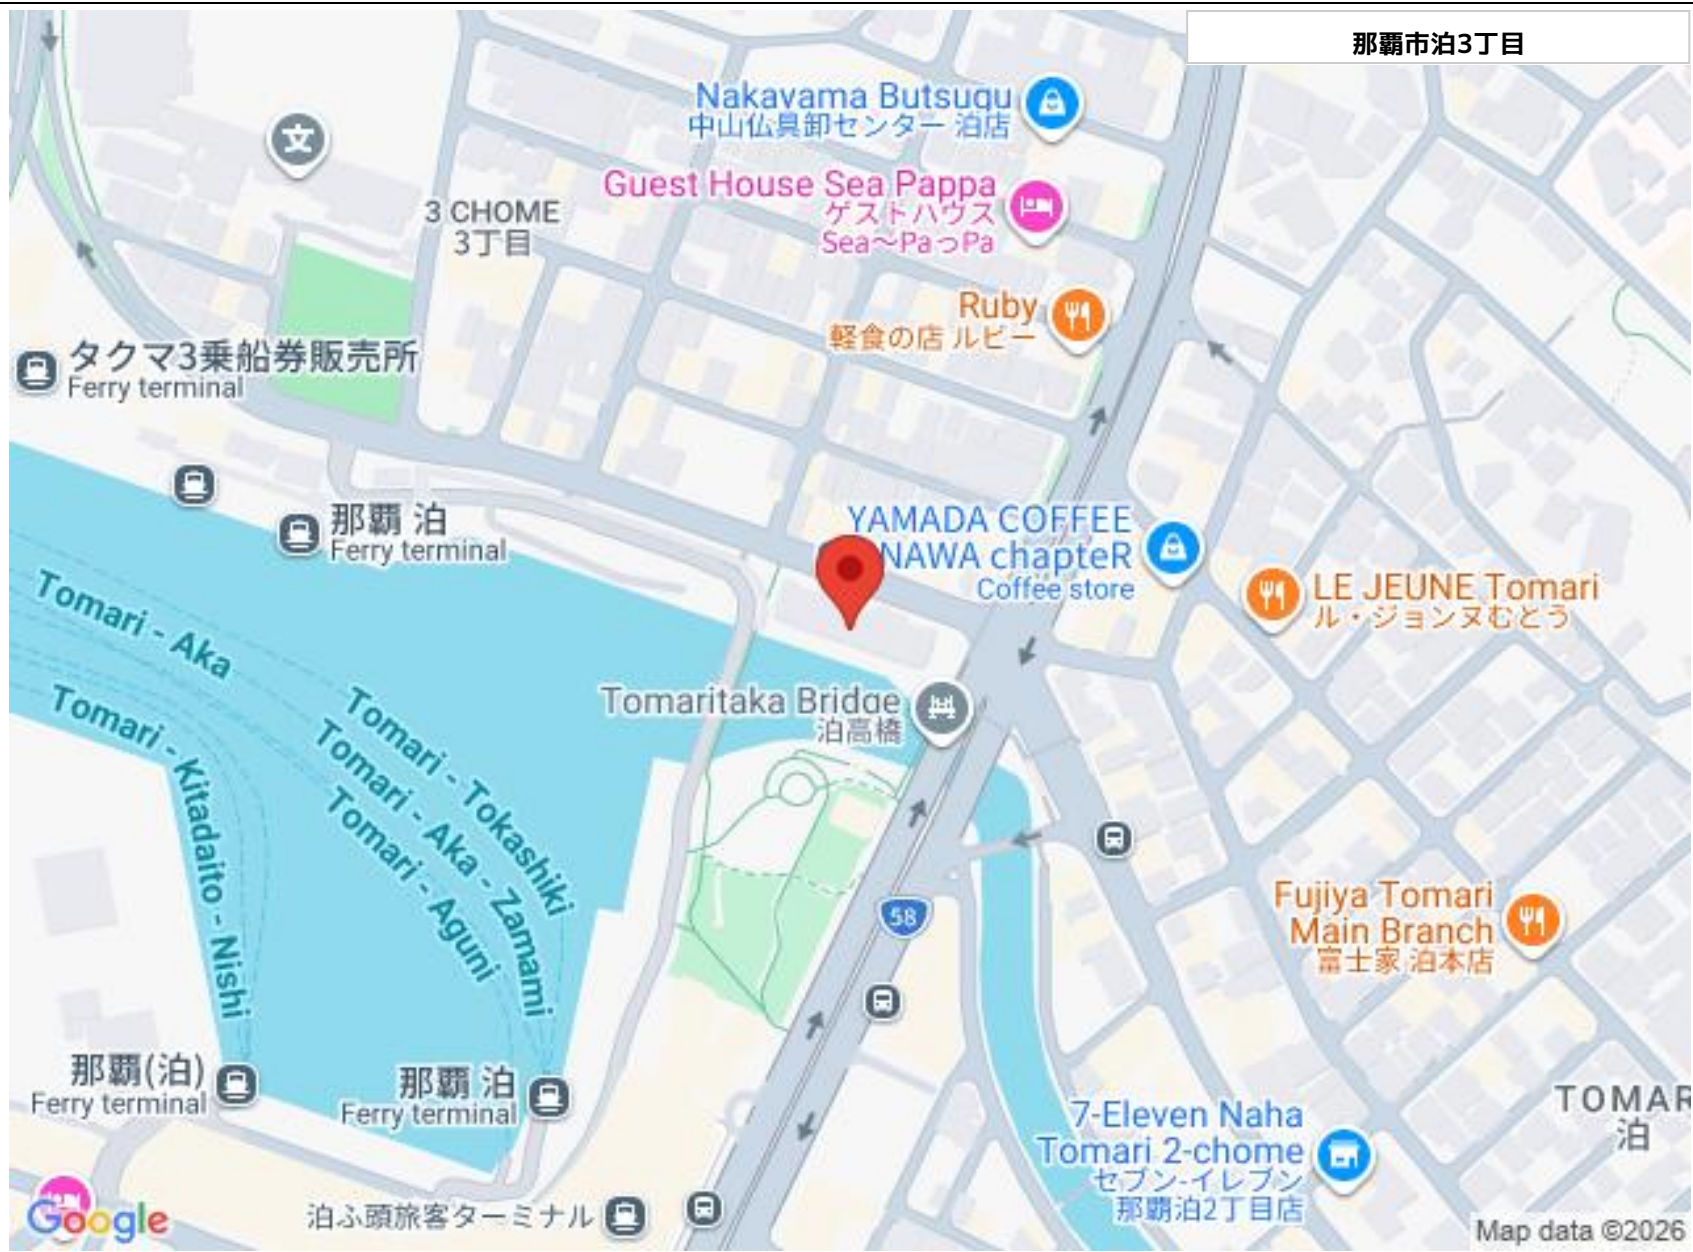 那覇市泊3丁目
Nakayama Butsugu
中山仏具卸センター 泊店
Guest House Sea Pappa
ゲストハウス
Sea～PaっPa
3 CHOME
3丁目
Ruby
軽食の店 ルビー
タクマ3乗船券販売所
Ferry terminal
那覇 泊
Ferry terminal
YAMADA COFFEE
NAWA chapteR
Coffee store
LE JEUNE Tomari
ル・ジョンヌむとう
Tomari - Aka
Tomari - Kitadaito - Nishi
Tomari - Tokashiki
Tomari - Aka - Zamami
Tomari - Aguni
Tomaritaka Bridge
泊高橋
58
Fujiya Tomari
Main Branch
富士家 泊本店
那覇(泊)
Ferry terminal
那覇 泊
Ferry terminal
7-Eleven Naha
Tomari 2-chome
セブン-イレブン
那覇泊2丁目店
TOMAR
泊
泊ふ頭旅客ターミナル
文
Google
Map data ©2026